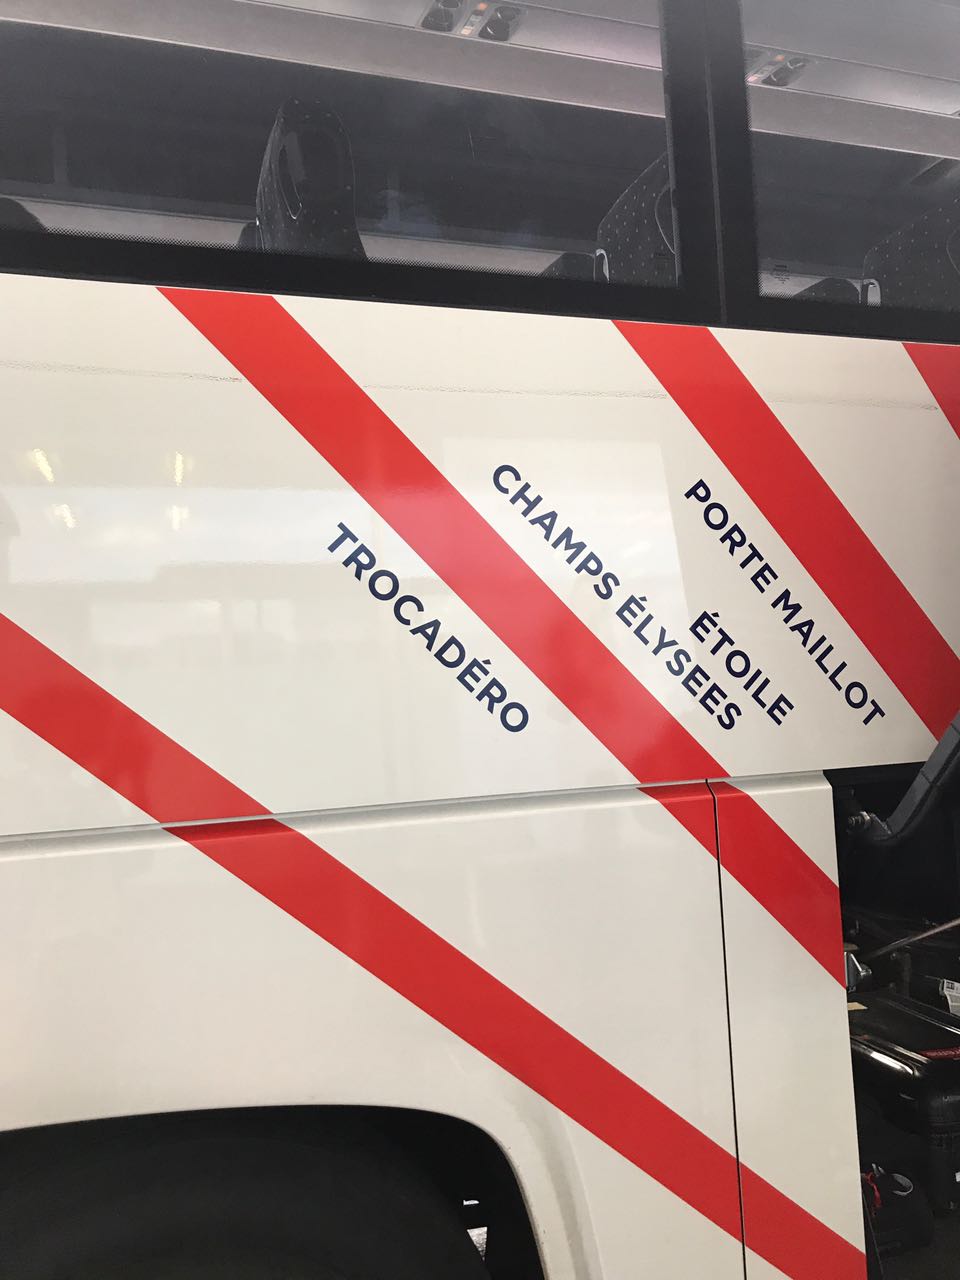 TROCADÉRO
CHAMPS ÉLYSEES
ÉTOILE
PORTE MAILLOT